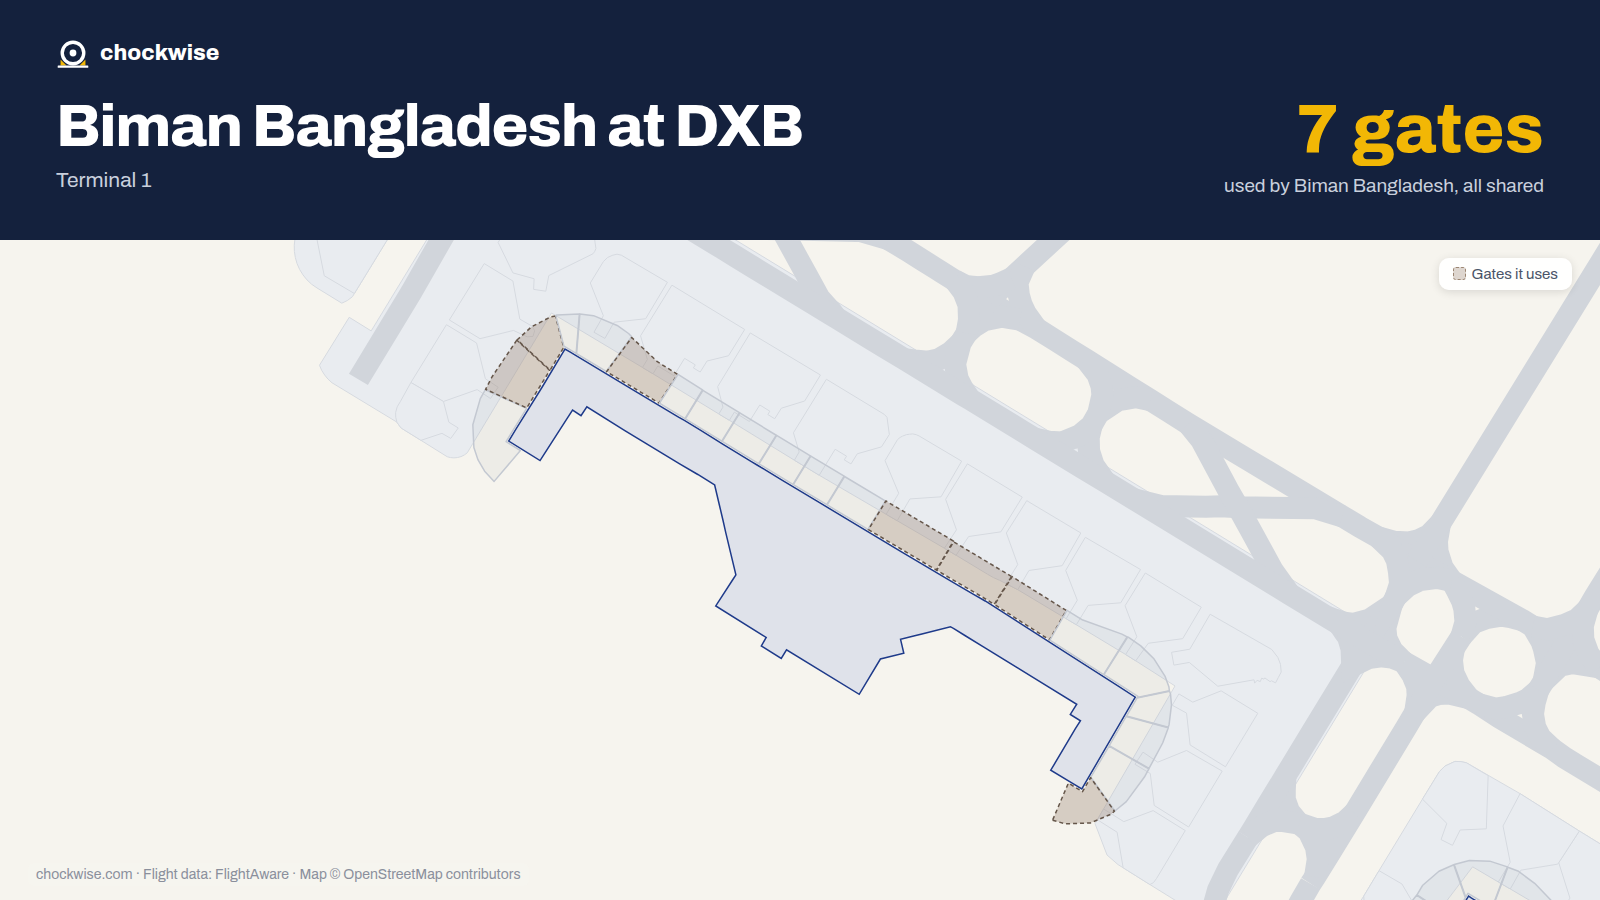 chockwise
Biman Bangladesh at DXB
Terminal 1
7 gates
used by Biman Bangladesh, all shared
Gates it uses
chockwise.com · Flight data: FlightAware · Map © OpenStreetMap contributors